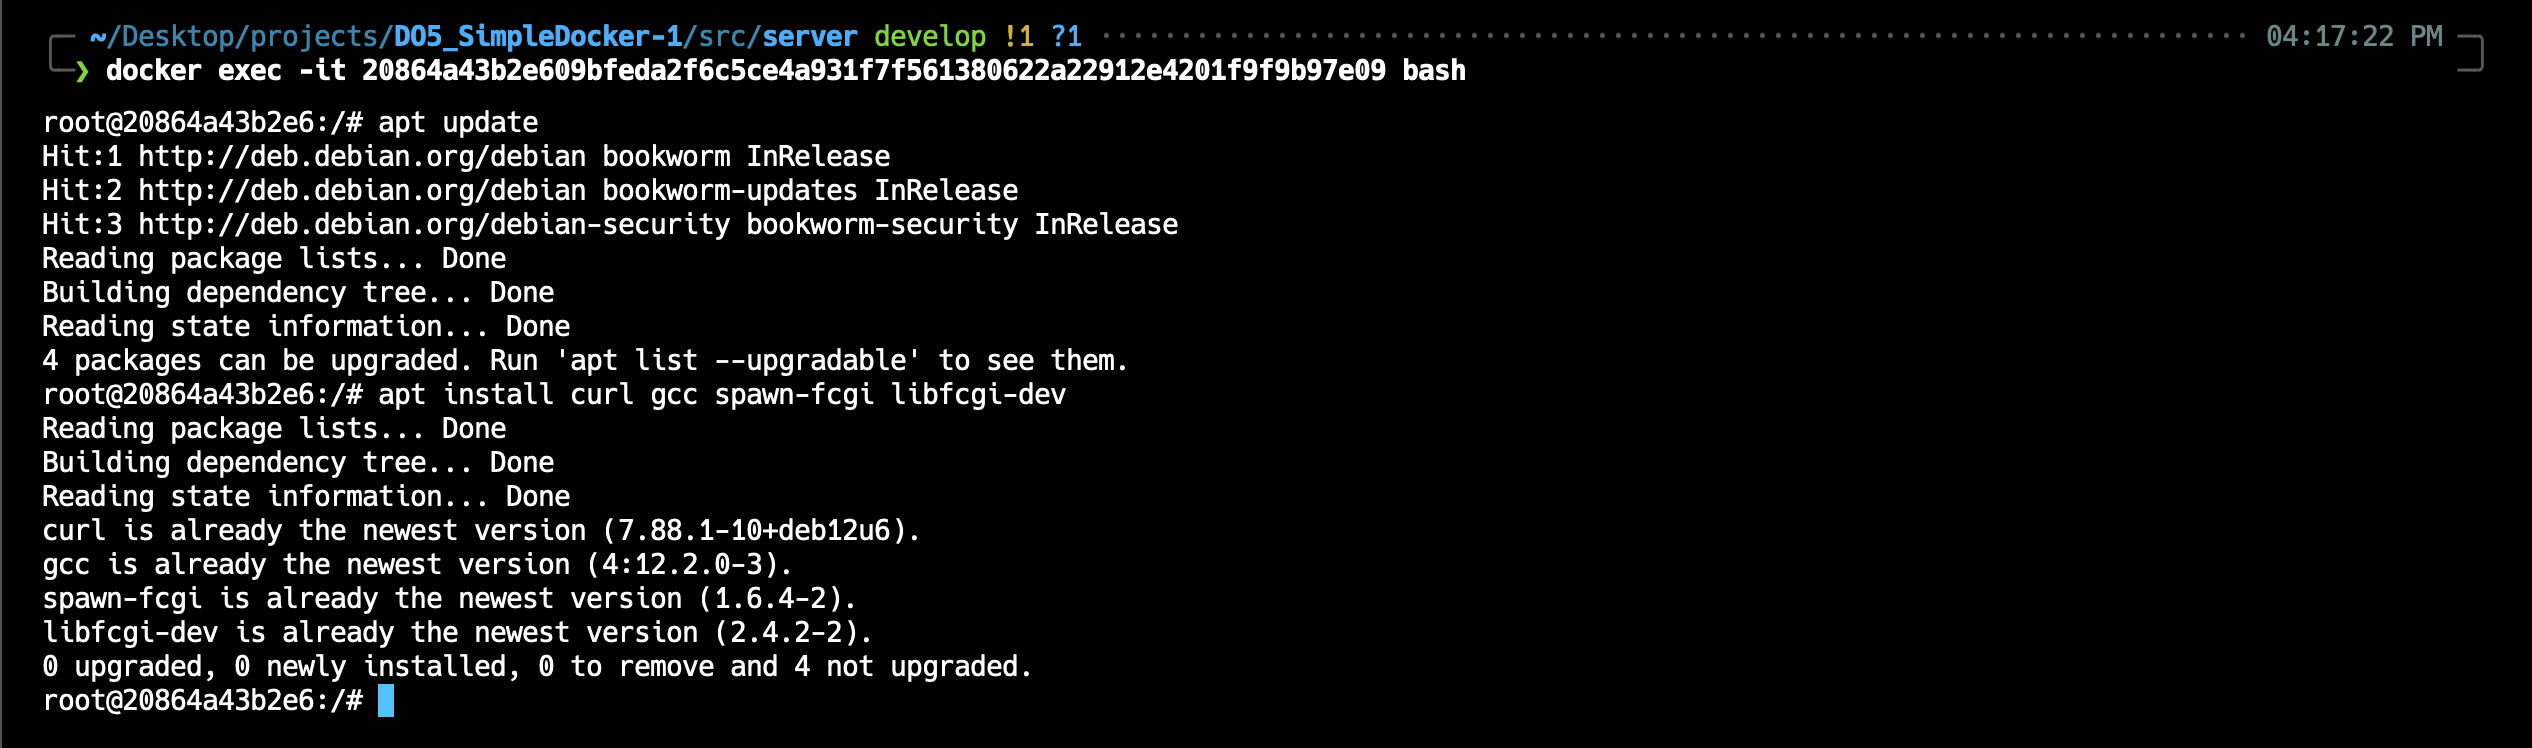 ~/Desktop/projects/DO5_SimpleDocker-1/src/server develop !1 ?1 04:17:22 PM
❯ docker exec -it 20864a43b2e609bfeda2f6c5ce4a931f7f561380622a22912e4201f9f9b97e09 bash
root@20864a43b2e6:/# apt update
Hit:1 http://deb.debian.org/debian bookworm InRelease
Hit:2 http://deb.debian.org/debian bookworm-updates InRelease
Hit:3 http://deb.debian.org/debian-security bookworm-security InRelease
Reading package lists... Done
Building dependency tree... Done
Reading state information... Done
4 packages can be upgraded. Run 'apt list --upgradable' to see them.
root@20864a43b2e6:/# apt install curl gcc spawn-fcgi libfcgi-dev
Reading package lists... Done
Building dependency tree... Done
Reading state information... Done
curl is already the newest version (7.88.1-10+deb12u6).
gcc is already the newest version (4:12.2.0-3).
spawn-fcgi is already the newest version (1.6.4-2).
libfcgi-dev is already the newest version (2.4.2-2).
0 upgraded, 0 newly installed, 0 to remove and 4 not upgraded.
root@20864a43b2e6:/#